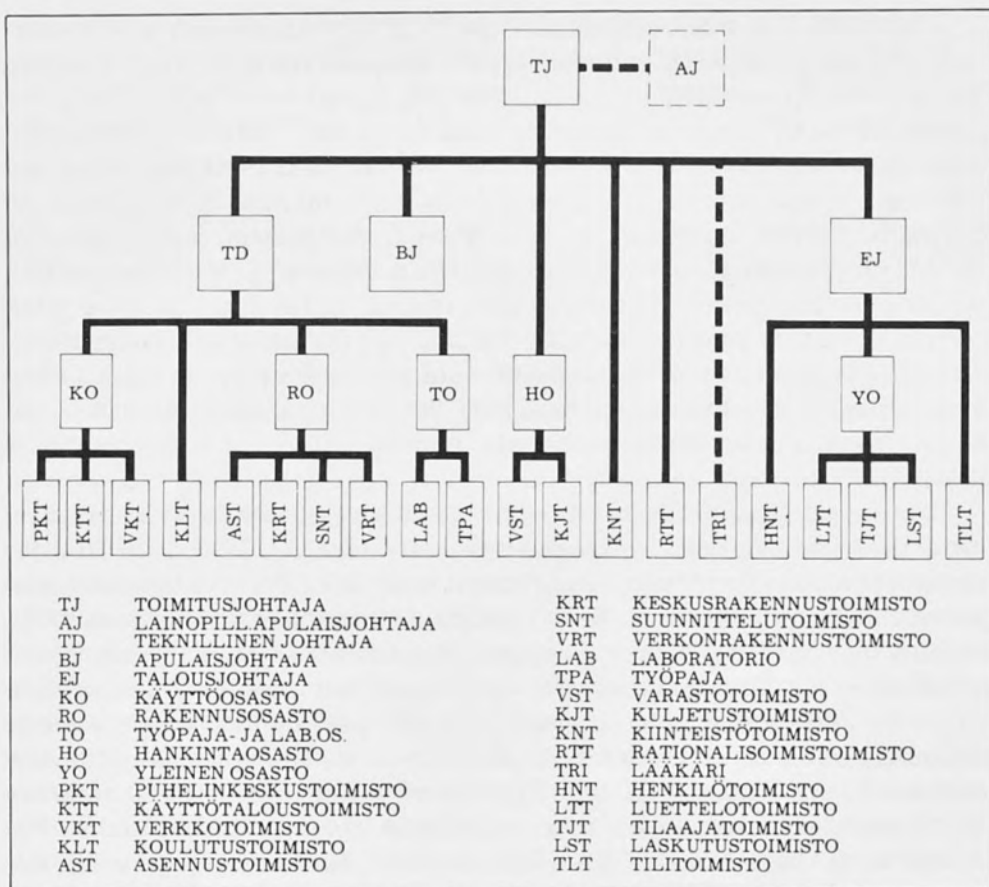 TJ AJ
TD BJ EJ
KO RO TO HO YO
PKT KTT VKT KLT AST KRT SNT VRT LAB TPA VST KJT KNT RTT TRI HNT LTT TJT LST TLT
TJ TOIMITUSJOHTAJA
AJ LAINOPILL.APULAISJOHTAJA
TD TEKNILLINEN JOHTAJA
BJ APULAISJOHTAJA
EJ TALOUSJOHTAJA
KO KÄYTTÖOSASTO
RO RAKENNUSOSASTO
TO TYÖPAJA- JA LAB.OS.
HO HANKINTAOSASTO
YO YLEINEN OSASTO
PKT PUHELINKESKUSTOIMISTO
KTT KÄYTTÖTALOUSTOIMISTO
VKT VERKKOTOIMISTO
KLT KOULUTUSTOIMISTO
AST ASENNUSTOIMISTO
KRT KESKUSRAKENNUSTOIMISTO
SNT SUUNNITTELUTOIMISTO
VRT VERKONRAKENNUSTOIMISTO
LAB LABORATORIO
TPA TYÖPAJA
VST VARASTOTOIMISTO
KJT KULJETUSTOIMISTO
KNT KIINTEISTÖTOIMISTO
RTT RATIONALISOIMISTOIMISTO
TRI LÄÄKÄRI
HNT HENKILÖTOIMISTO
LTT LUETTELOTOIMISTO
TJT TILAAJATOIMISTO
LST LASKUTUSTOIMISTO
TLT TILITOIMISTO